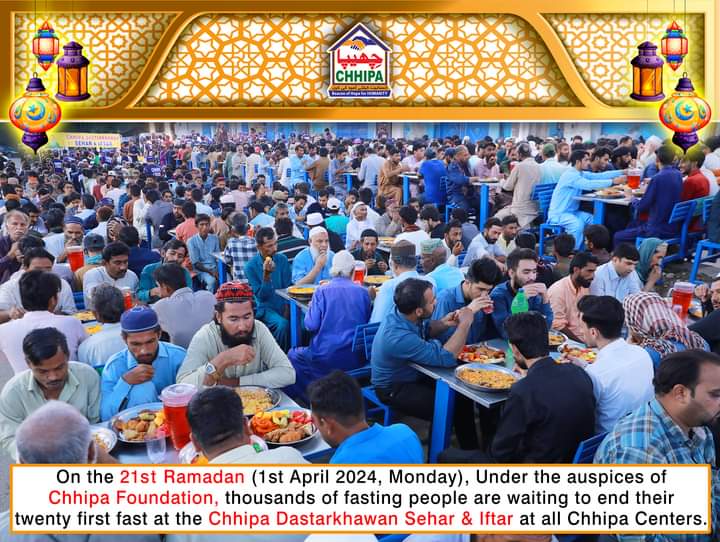 چھیپا
CHHIPA
Beacon of Hope for HUMANITY
CHHIPA DASTARKHAWAN
SEHAR & IFTAR
On the 21st Ramadan (1st April 2024, Monday), Under the auspices of
Chhipa Foundation, thousands of fasting people are waiting to end their
twenty first fast at the Chhipa Dastarkhawan Sehar & Iftar at all Chhipa Centers.